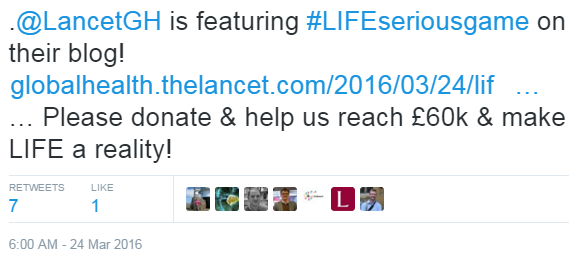 .@LancetGH is featuring #LIFEseriousgame on
their blog!
globalhealth.thelancet.com/2016/03/24/lif …
… Please donate & help us reach £60k & make
LIFE a reality!
RETWEETS LIKE
7 1
L
6:00 AM - 24 Mar 2016